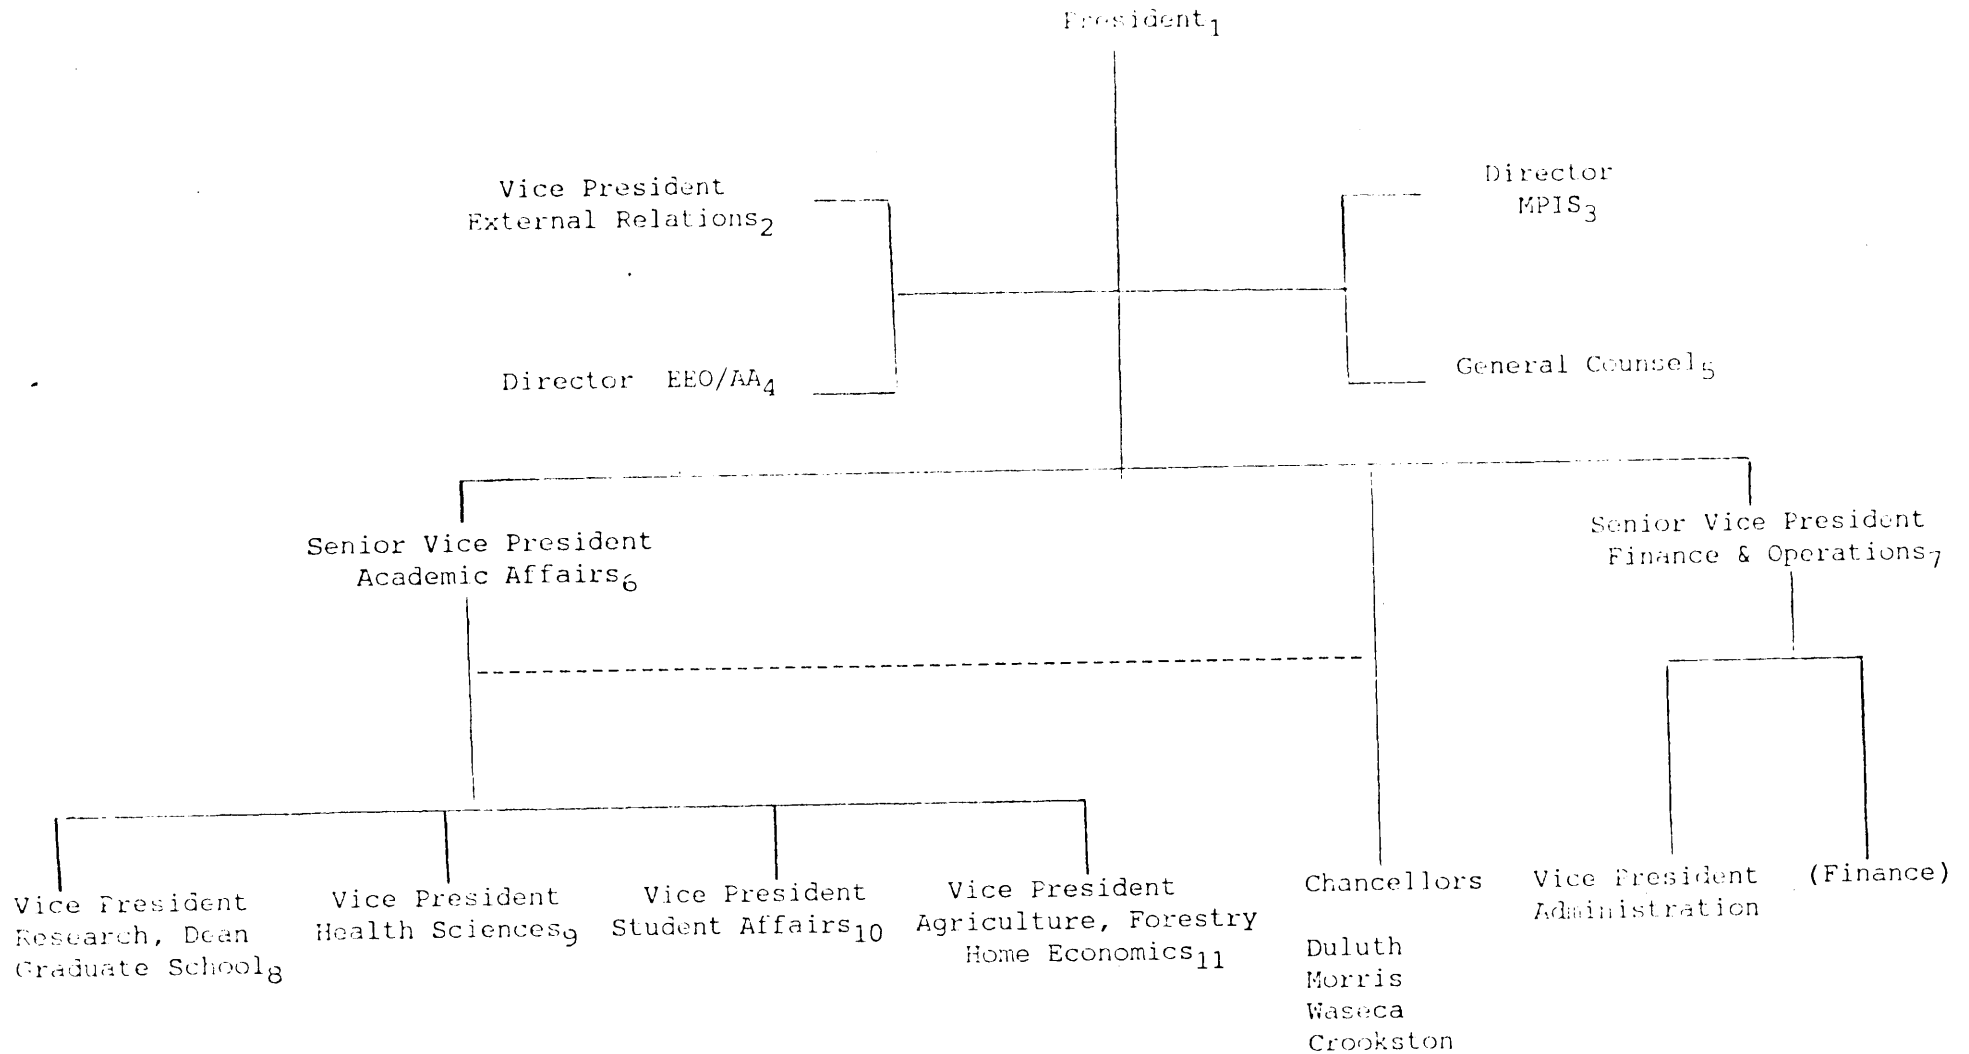 President1
Vice President
External Relations2
Director
MPIS3
Director EEO/AA4
General Counsel5
Senior Vice President
Academic Affairs6
Senior Vice President
Finance & Operations7
Vice President
Research, Dean
Graduate School8
Vice President
Health Sciences9
Vice President
Student Affairs10
Vice President
Agriculture, Forestry
Home Economics11
Chancellors
Duluth
Morris
Waseca
Crookston
Vice President
Administration
(Finance)